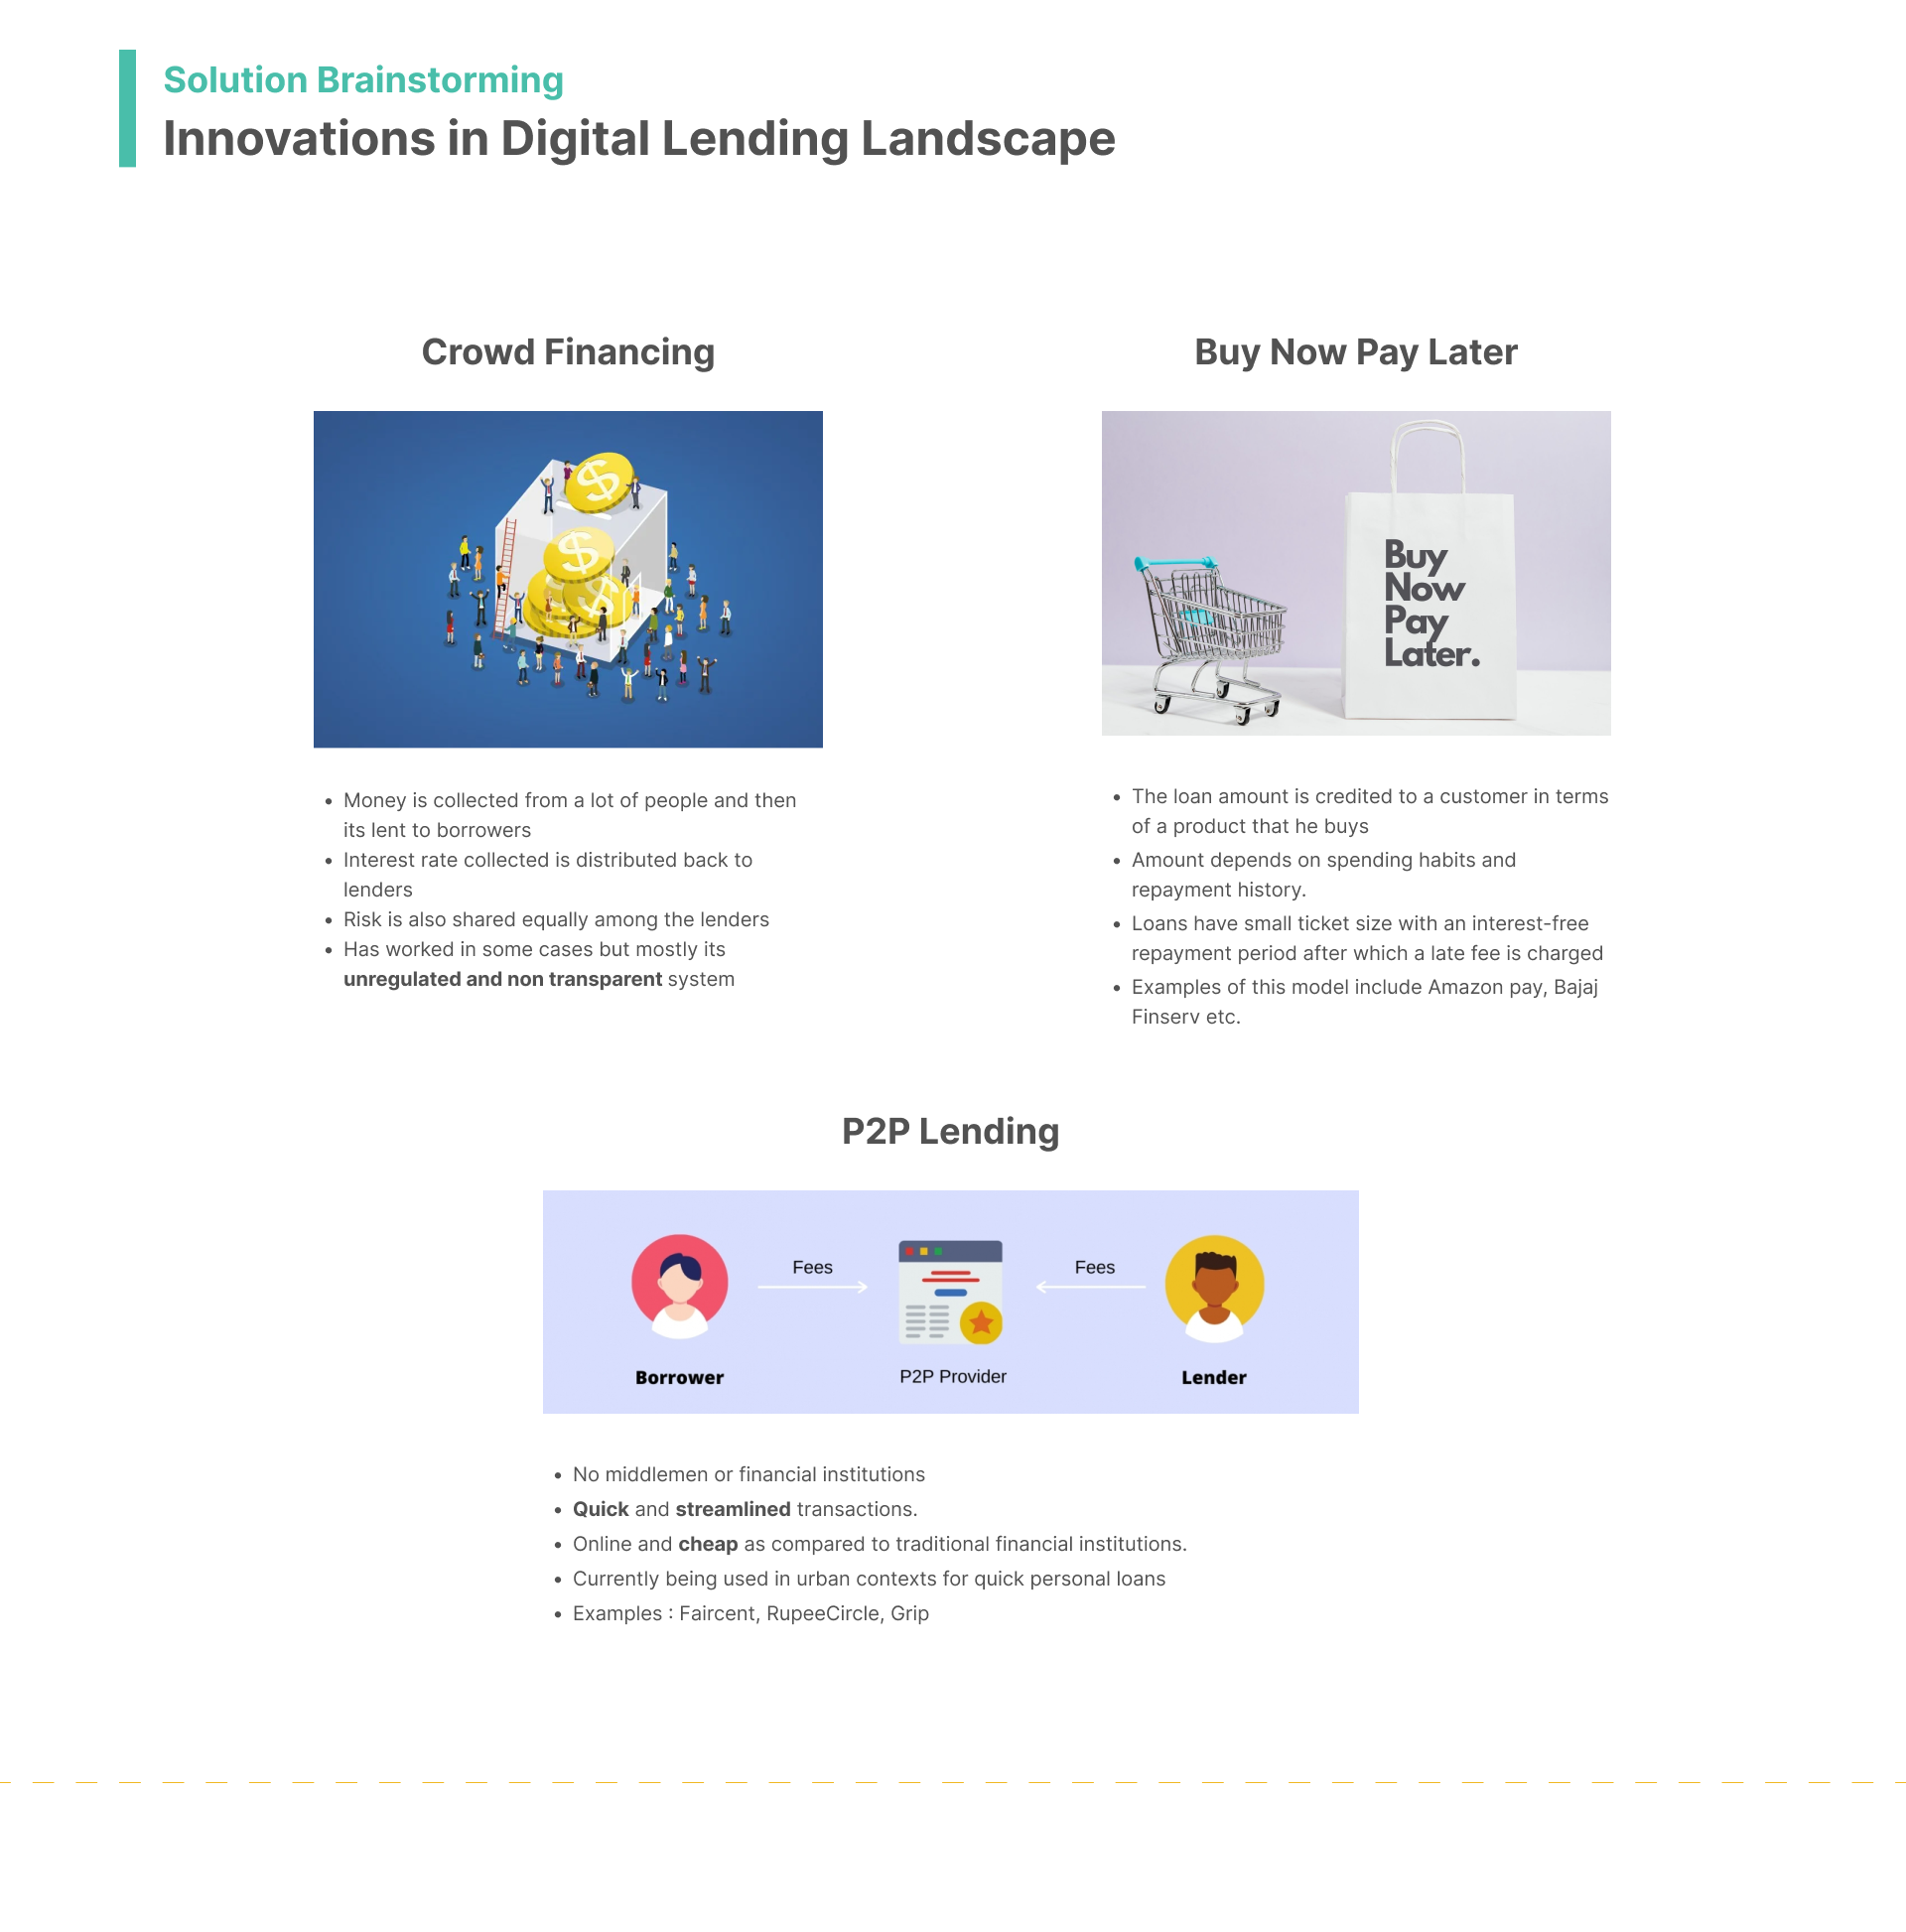 Solution Brainstorming
Innovations in Digital Lending Landscape
Crowd Financing
$
$
$
• Money is collected from a lot of people and then
its lent to borrowers
• Interest rate collected is distributed back to
lenders
• Risk is also shared equally among the lenders
• Has worked in some cases but mostly its
unregulated and non transparent system
Buy Now Pay Later
Buy
Now
Pay
Later.
• The loan amount is credited to a customer in terms
of a product that he buys
• Amount depends on spending habits and
repayment history.
• Loans have small ticket size with an interest-free
repayment period after which a late fee is charged
• Examples of this model include Amazon pay, Bajaj
Finserv etc.
P2P Lending
Fees
Fees
Borrower
P2P Provider
Lender
• No middlemen or financial institutions
• Quick and streamlined transactions.
• Online and cheap as compared to traditional financial institutions.
• Currently being used in urban contexts for quick personal loans
• Examples : Faircent, RupeeCircle, Grip